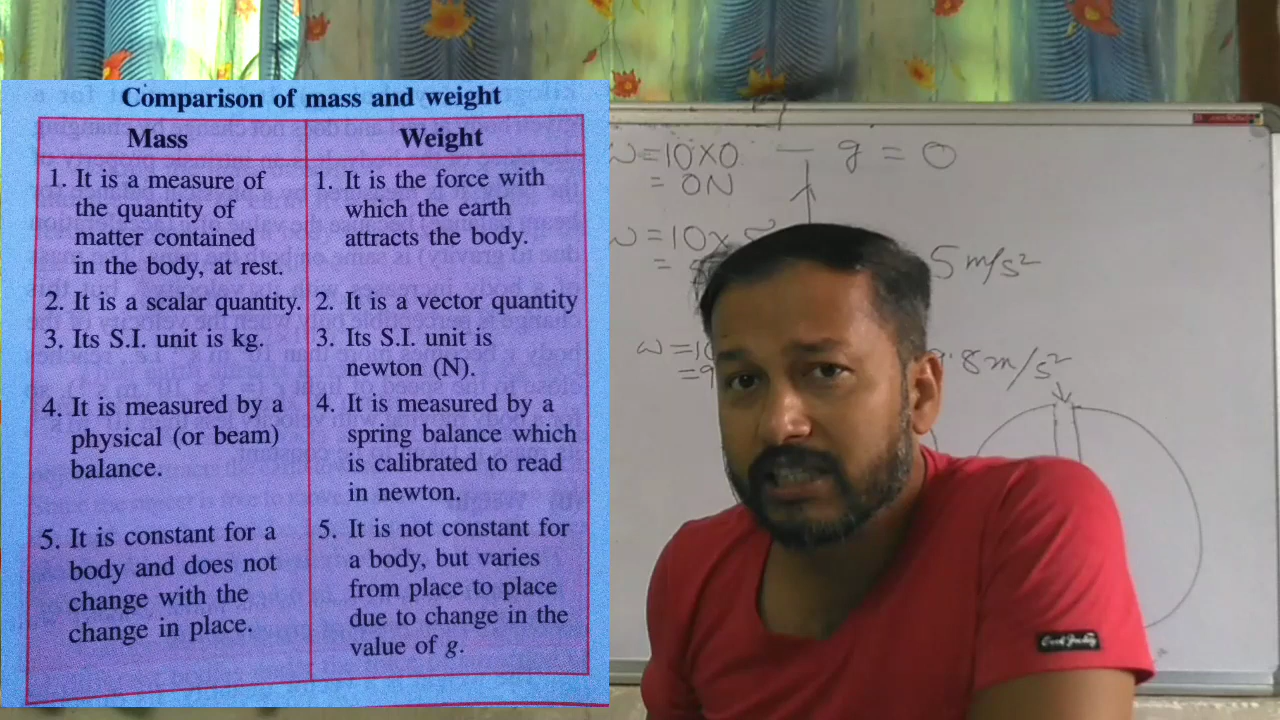 Comparison of mass and weight
Mass
1. It is a measure of
the quantity of
matter contained
in the body, at rest.
2. It is a scalar quantity.
3. Its S.I. unit is kg.
4. It is measured by a
physical (or beam)
balance.
5. It is constant for a
body and does not
change with the
change in place.
Weight
1. It is the force with
which the earth
attracts the body.
2. It is a vector quantity
3. Its S.I. unit is
newton (N).
4. It is measured by a
spring balance which
is calibrated to read
in newton.
5. It is not constant for
a body, but varies
from place to place
due to change in the
value of g.
W = 10 X 0 — g = 0
= 0N
W = 10 x 5
5 m/s²
W = 10
.8 m/s²
= 9